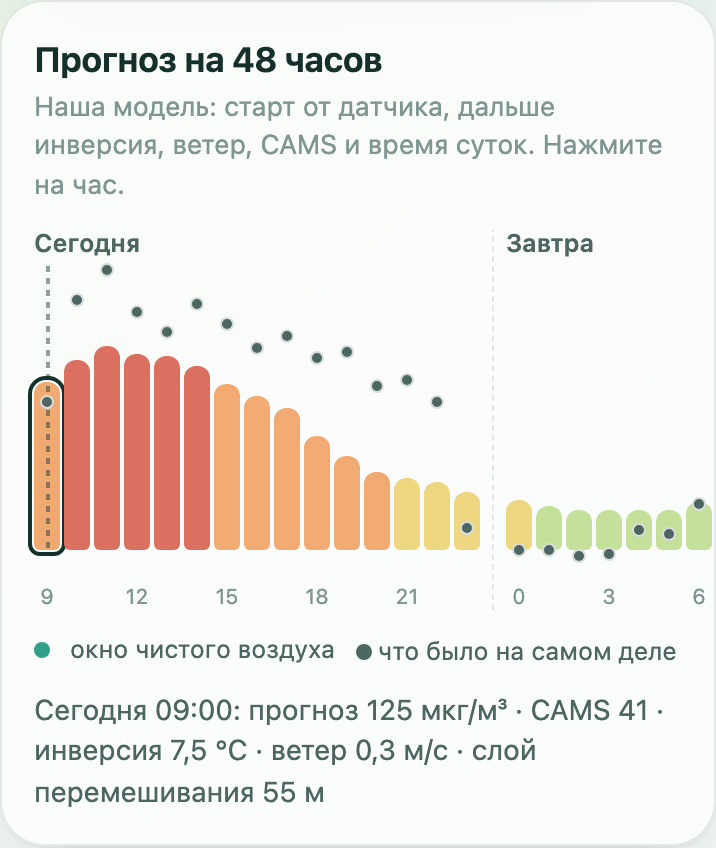 Прогноз на 48 часов
Наша модель: старт от датчика, дальше
инверсия, ветер, CAMS и время суток. Нажмите
на час.
Сегодня
Завтра
9 12 15 18 21 0 3 6
окно чистого воздуха что было на самом деле
Сегодня 09:00: прогноз 125 мкг/м³ · CAMS 41 ·
инверсия 7,5 °C · ветер 0,3 м/с · слой
перемешивания 55 м